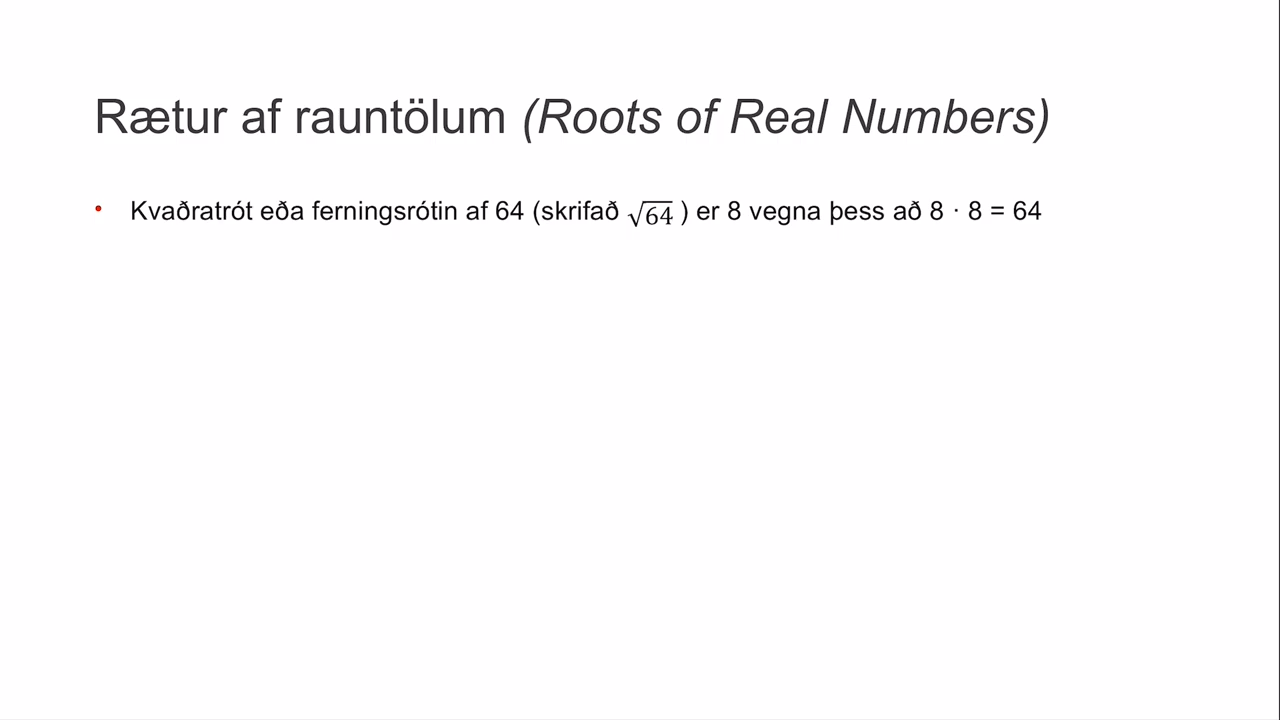 Rætur af rauntölum (Roots of Real Numbers)
• Kvaðratrót eða ferningsrótin af 64 (skrifað √64 ) er 8 vegna þess að 8 · 8 = 64